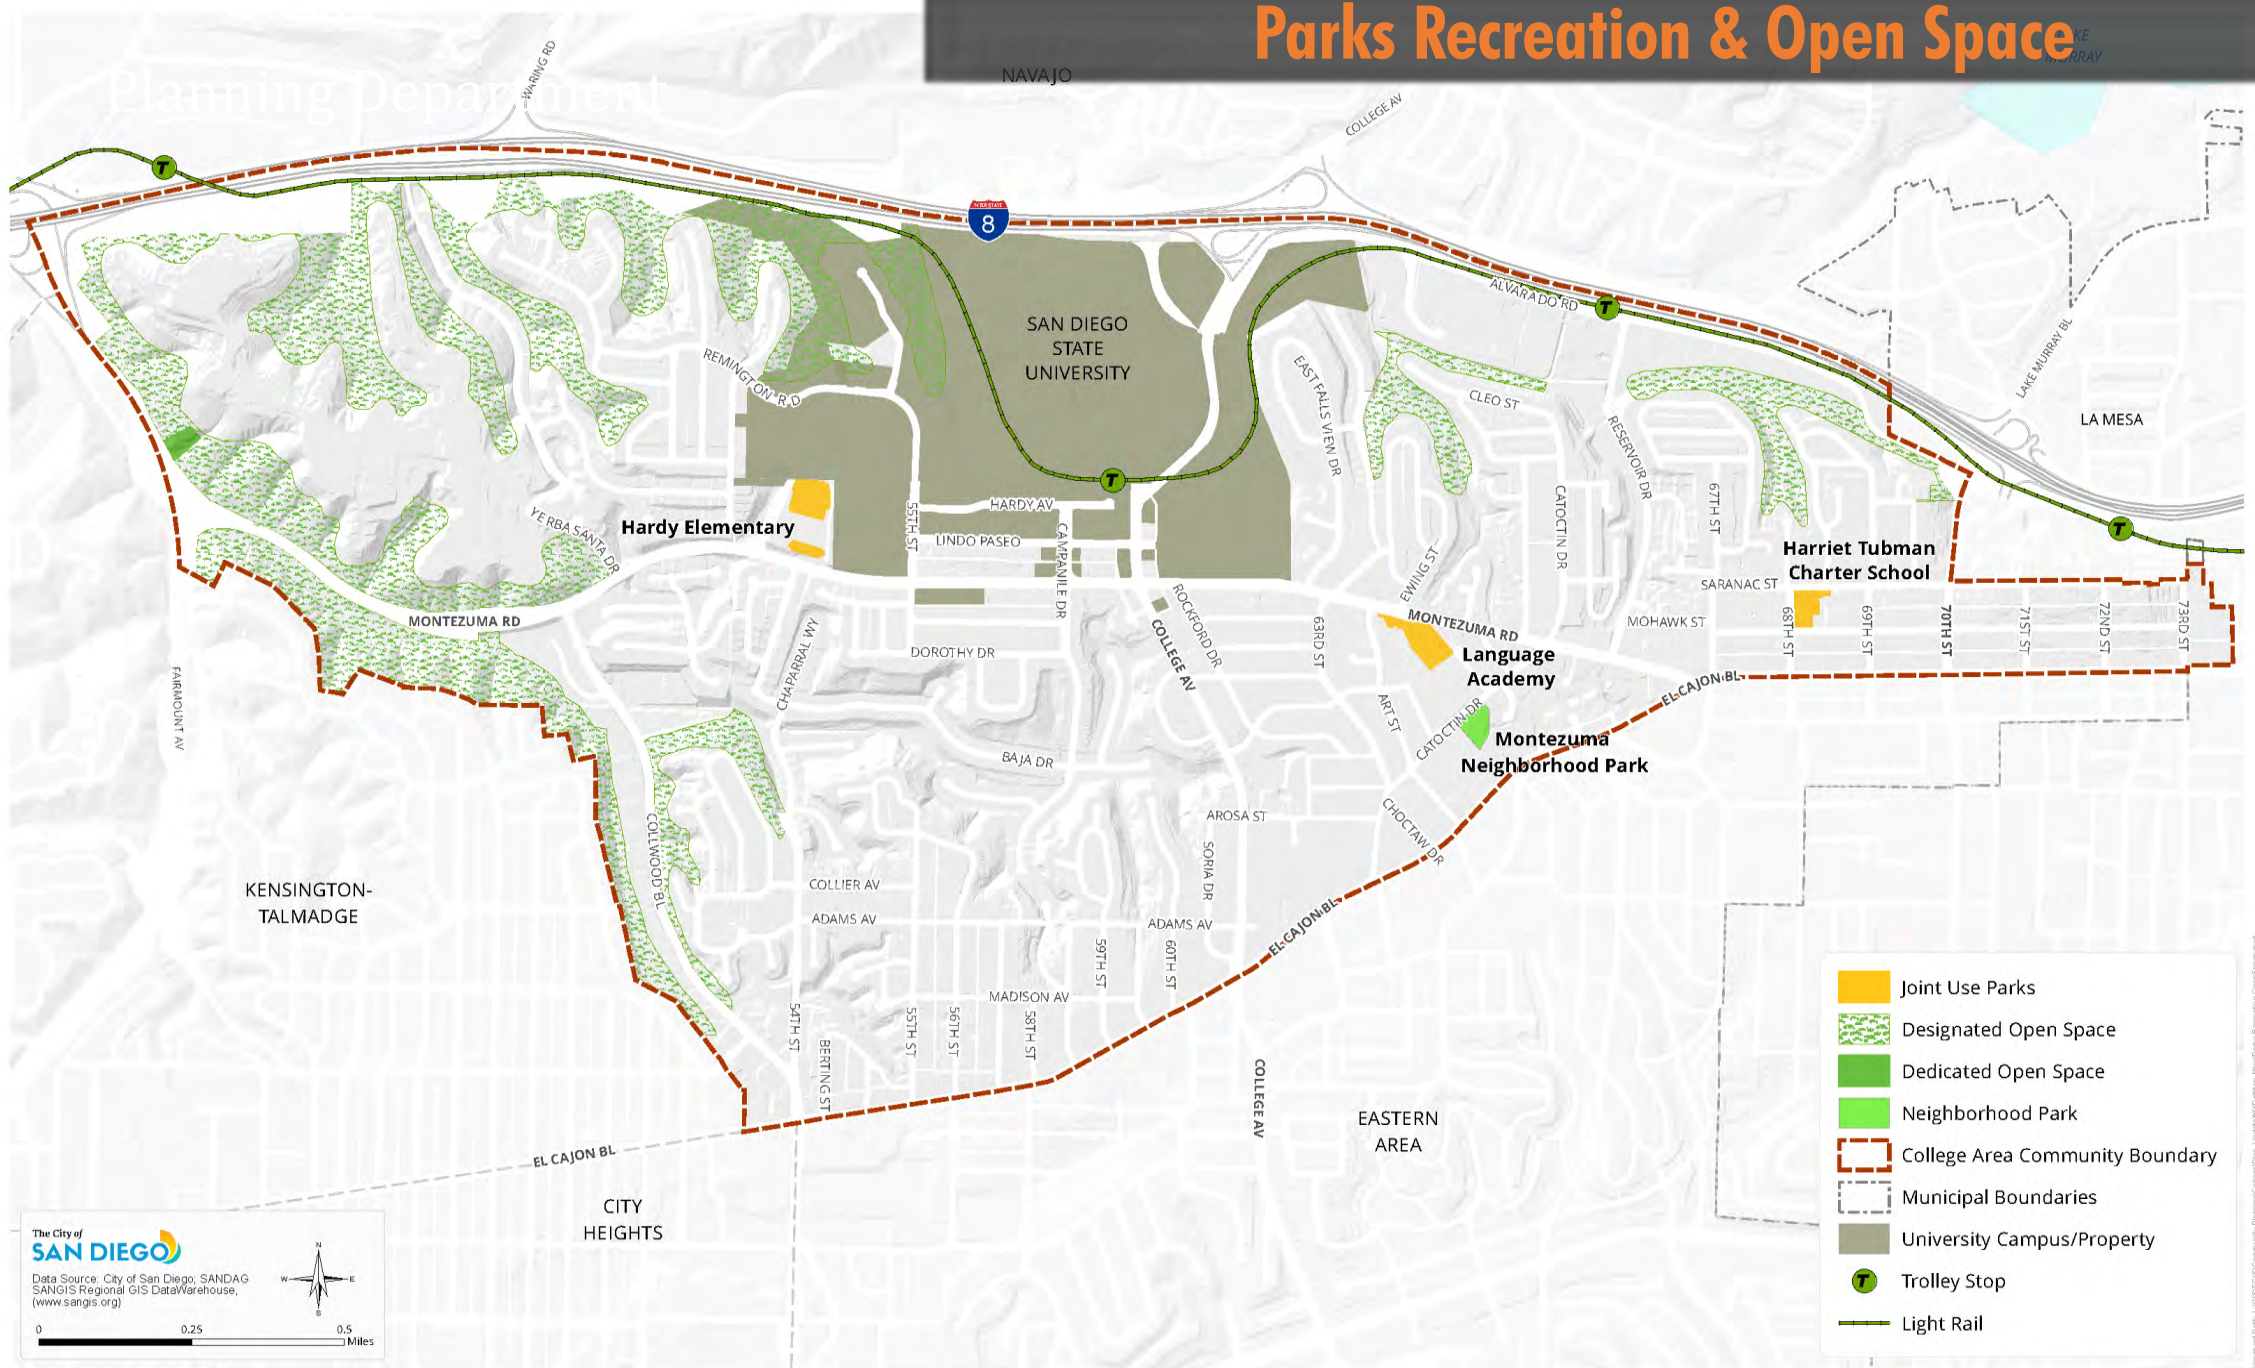 Parks Recreation & Open Space
Planning Department
NAVAJO
WARING RD
COLLEGE AV
LAKE MURRAY BL
LA MESA
INTERSTATE
8
T
T
T
T
ALVARADO RD
SAN DIEGO
STATE
UNIVERSITY
REMINGTON RD
EAST FALLS VIEW DR
CLEO ST
RESERVOIR DR
CATOCTIN DR
67TH ST
YERBA SANTA DR
Hardy Elementary
55TH ST
HARDY AV
LINDO PASEO
CAMPANILE DR
EWING ST
Harriet Tubman
Charter School
SARANAC ST
MOHAWK ST
68TH ST
69TH ST
70TH ST
71ST ST
72ND ST
73RD ST
MONTEZUMA RD
MONTEZUMA RD
Language
Academy
FAIRMOUNT AV
CHAPARRAL WY
DOROTHY DR
COLLEGE AV
ROCKFORD DR
63RD ST
ART ST
CATOCTIN DR
EL CAJON BL
Montezuma
Neighborhood Park
BAJA DR
AROSA ST
CHOCTAW DR
COLLWOOD BL
SORIA DR
KENSINGTON-
TALMADGE
COLLIER AV
ADAMS AV
ADAMS AV
EL CAJON BL
59TH ST
60TH ST
MADISON AV
54TH ST
BERTING ST
55TH ST
56TH ST
58TH ST
COLLEGE AV
EASTERN
AREA
EL CAJON BL
CITY
HEIGHTS
Joint Use Parks
Designated Open Space
Dedicated Open Space
Neighborhood Park
College Area Community Boundary
Municipal Boundaries
University Campus/Property
T Trolley Stop
Light Rail
The City of
SAN DIEGO
Data Source: City of San Diego; SANDAG
SANGIS Regional GIS DataWarehouse,
(www.sangis.org)
N
W E
S
0 0.25 0.5
Miles